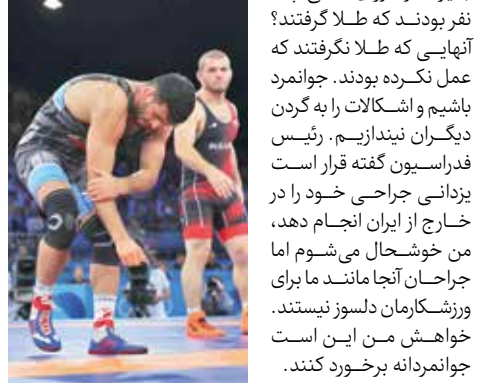 نفر بودند که طلا گرفتند؟
آنهایی که طلا نگرفتند که
عمل نکرده بودند. جوانمرد
باشیم و اشکالات را به گردن
دیگران نیندازیم. رئیس
فدراسیون گفته قرار است
یزدانی جراحی خود را در
خارج از ایران انجام دهد،
من خوشحال می‌شوم اما
جراحان آنجا مانند ما برای
ورزشکارمان دلسوز نیستند.
خواهش من این است
جوانمردانه برخورد کنند.